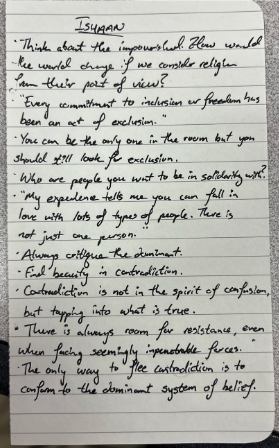 ISHMAN
• Think about the impoverished. How would
the world change if we consider religion
from their point of view?
• "Every commitment to inclusion or freedom has
been an act of exclusion."
• You can be the only one in the room but you
should still look for exclusion.
• Who are people you want to be in solidarity with?
• "My experience tells me you can fall in
love with lots of types of people. There is
not just one person."
• Always critique the dominant.
• Find beauty in contradiction.
• Contradiction is not in the spirit of confusion,
but tapping into what is true.
• "There is always room for resistance, even
when facing seemingly impenetrable forces."
• The only way to flee contradiction is to
conform to the dominant system of belief.